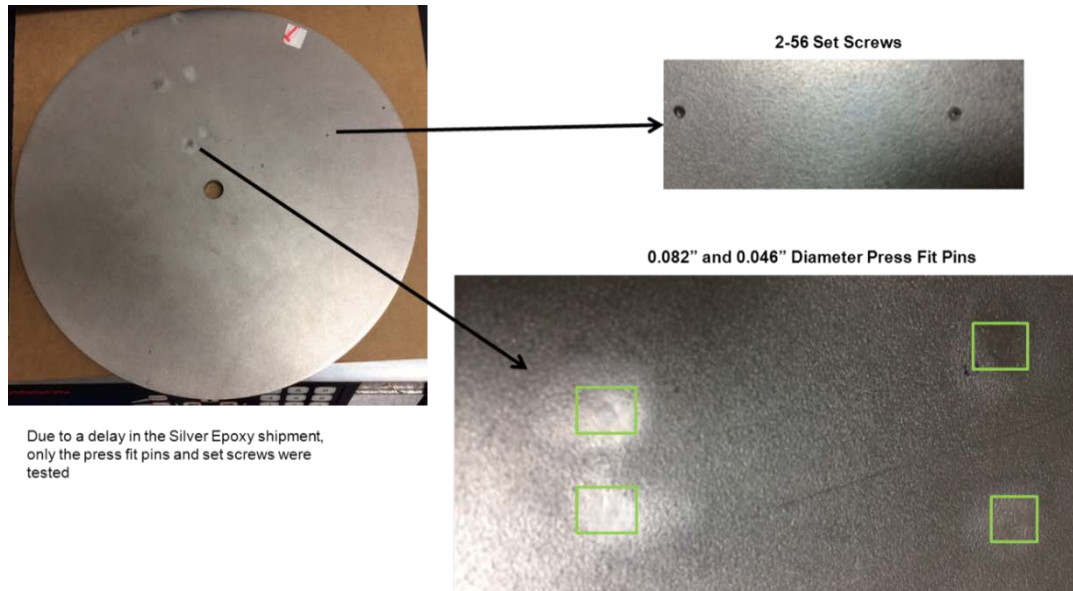 2-56 Set Screws
0.082” and 0.046” Diameter Press Fit Pins
Due to a delay in the Silver Epoxy shipment,
only the press fit pins and set screws were
tested